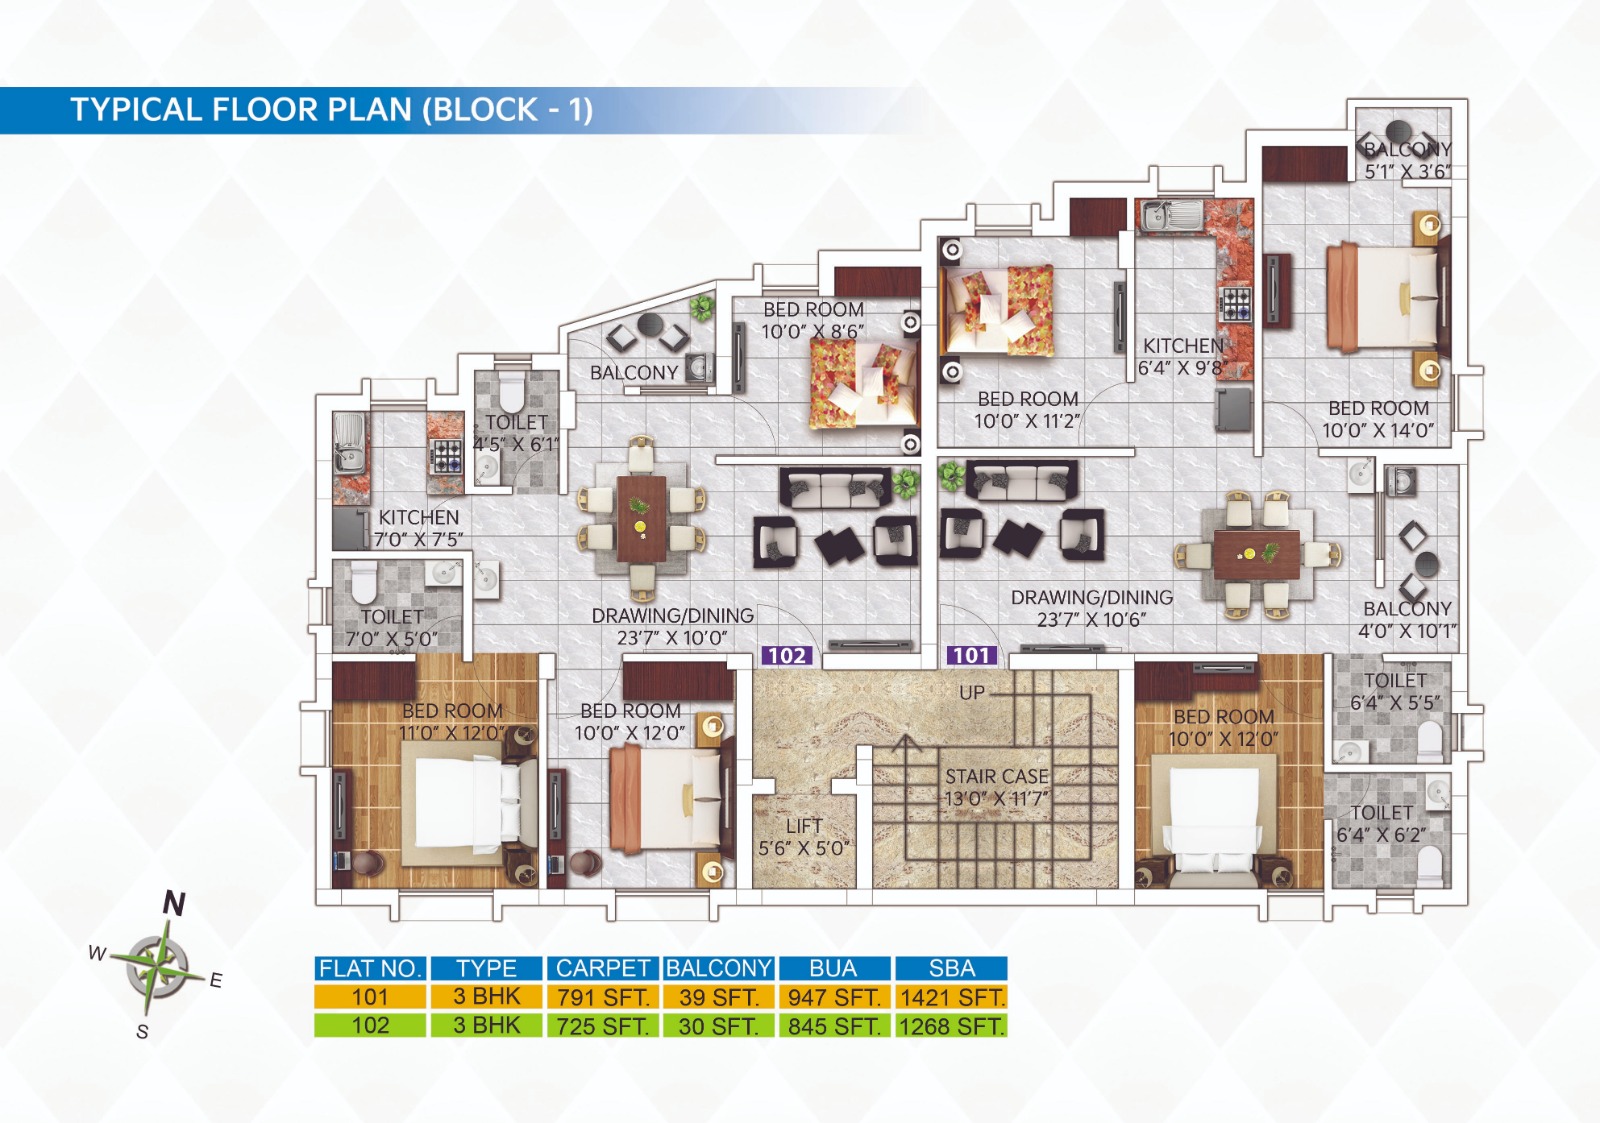 TYPICAL FLOOR PLAN (BLOCK - 1)
BALCONY
5'1" X 3'6"
BED ROOM
10'0" X 8'6"
BALCONY
KITCHEN
6'4" X 9'8"
BED ROOM
10'0" X 11'2"
BED ROOM
10'0" X 14'0"
TOILET
4'5" X 6'1"
KITCHEN
7'0" X 7'5"
TOILET
7'0" X 5'0"
DRAWING/DINING
23'7" X 10'0"
DRAWING/DINING
23'7" X 10'6"
BALCONY
4'0" X 10'1"
102
101
UP
BED ROOM
11'0" X 12'0"
BED ROOM
10'0" X 12'0"
BED ROOM
10'0" X 12'0"
TOILET
6'4" X 5'5"
STAIR CASE
13'0" X 11'7"
LIFT
5'6" X 5'0"
TOILET
6'4" X 6'2"
N
W
E
S
FLAT NO. TYPE CARPET BALCONY BUA SBA
101 3 BHK 791 SFT. 39 SFT. 947 SFT. 1421 SFT.
102 3 BHK 725 SFT. 30 SFT. 845 SFT. 1268 SFT.